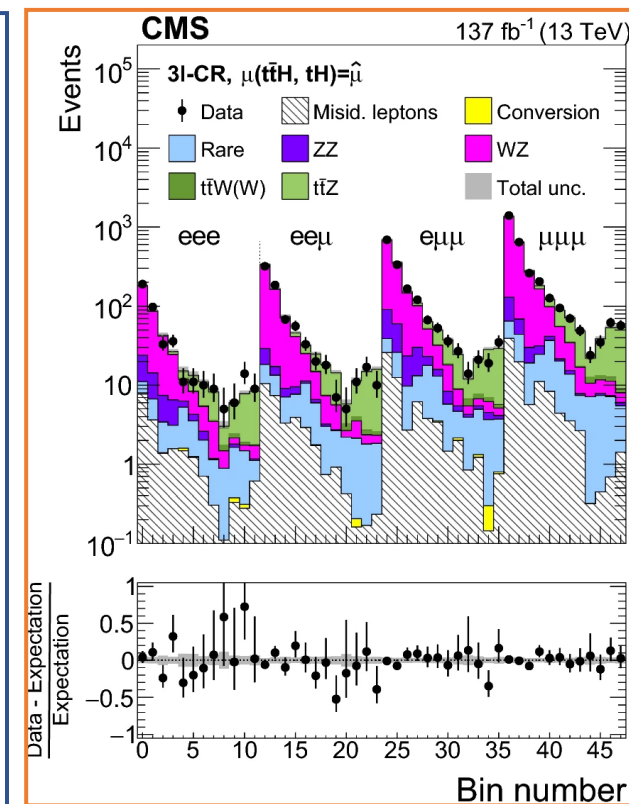 CMS 137 fb⁻¹ (13 TeV)
3l-CR, μ(tt̄H, tH)=μ̂
Data Misid. leptons Conversion
Rare ZZ WZ
tt̄W(W) tt̄Z Total unc.
eee eeμ eμμ μμμ
Events
10⁵
10⁴
10³
10²
10
1
10⁻¹
Data - Expectation
Expectation
1
0.5
0
−0.5
−1
0 5 10 15 20 25 30 35 40 45
Bin number